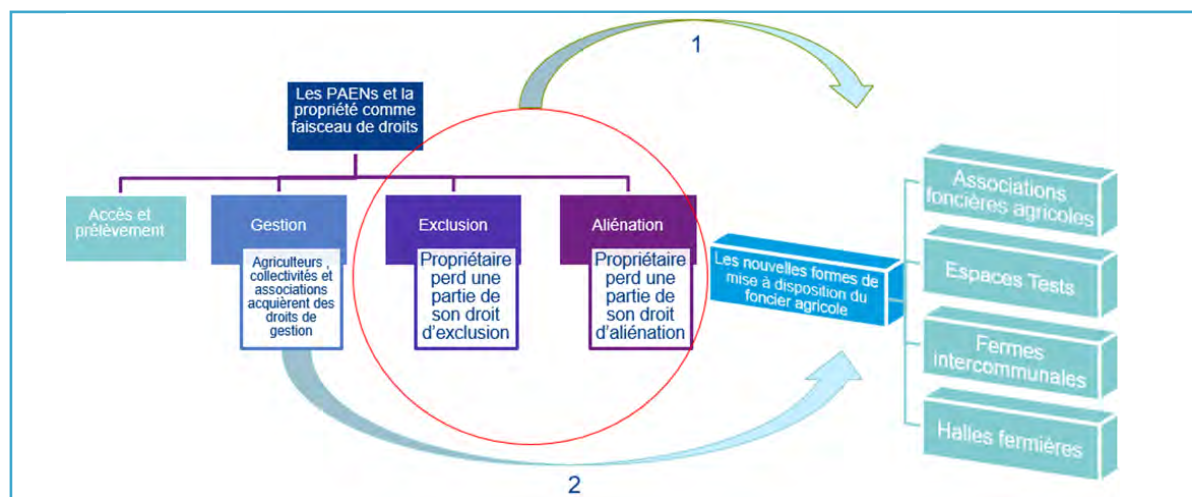 1
Les PAENs et la
propriété comme
faisceau de droits
Accès et
prélèvement
Gestion
Agriculteurs ,
collectivités et
associations
acquièrent des
droits de
gestion
Exclusion
Propriétaire
perd une
partie de
son droit
d’exclusion
Aliénation
Propriétaire
perd une
partie de
son droit
d’aliénation
Les nouvelles formes de
mise à disposition du
foncier agricole
Associations
foncières agricoles
Espaces Tests
Fermes
intercommunales
Halles fermières
2